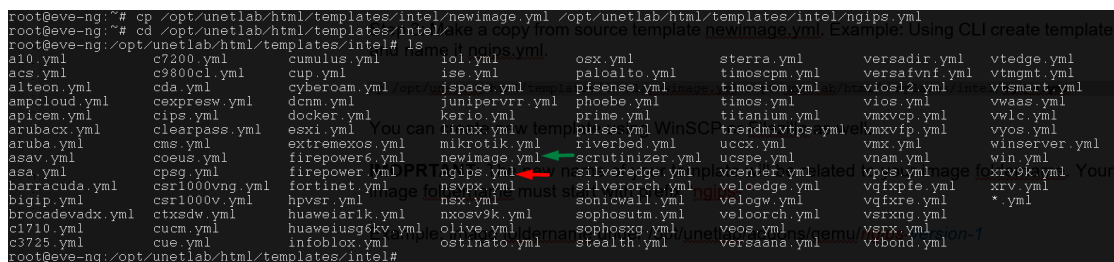 root@eve-ng:~# cp /opt/unetlab/html/templates/intel/newimage.yml /opt/unetlab/html/templates/intel/ngips.yml
root@eve-ng:~# cd /opt/unetlab/html/templates/intel/
root@eve-ng:/opt/unetlab/html/templates/intel# ls
a10.yml c7200.yml cumulus.yml iol.yml osx.yml sterra.yml versadir.yml vtedge.yml
acs.yml c9800cl.yml cup.yml ise.yml paloalto.yml timoscpm.yml versafvnf.yml vtmgmt.yml
alteon.yml cda.yml cyberoam.yml jspace.yml pfsense.yml timosiom.yml viosl2.yml vtsmart.yml
ampcloud.yml cexpresw.yml dcnm.yml junipervrr.yml phoebe.yml timos.yml vios.yml vwaas.yml
apicem.yml cips.yml docker.yml kerio.yml prime.yml titanium.yml vmxvcp.yml vwlc.yml
arubacx.yml clearpass.yml esxi.yml linux.yml pulse.yml trendmivtps.yml vmxvfp.yml vyos.yml
aruba.yml cms.yml extremexos.yml mikrotik.yml riverbed.yml uccx.yml vmx.yml winserver.yml
asav.yml coeus.yml firepower6.yml newimage.yml scrutinizer.yml ucspe.yml vnam.yml win.yml
asa.yml cpsg.yml firepower.yml ngips.yml silveredge.yml vcenter.yml vpcs.yml xrv9k.yml
barracuda.yml csr1000vng.yml fortinet.yml nsvpx.yml silverorch.yml veloedge.yml vqfxpfe.yml xrv.yml
bigip.yml csr1000v.yml hpvsr.yml nsx.yml sonicwall.yml velogw.yml vqfxre.yml *.yml
brocadevadx.yml ctxsdw.yml huaweiar1k.yml nxosv9k.yml sophosutm.yml veloorch.yml vsrxng.yml
c1710.yml cucm.yml huaweiusg6kv.yml olive.yml sophosxg.yml veos.yml vsrx.yml
c3725.yml cue.yml infoblox.yml ostinato.yml stealth.yml versaana.yml vtbond.yml
root@eve-ng:/opt/unetlab/html/templates/intel#